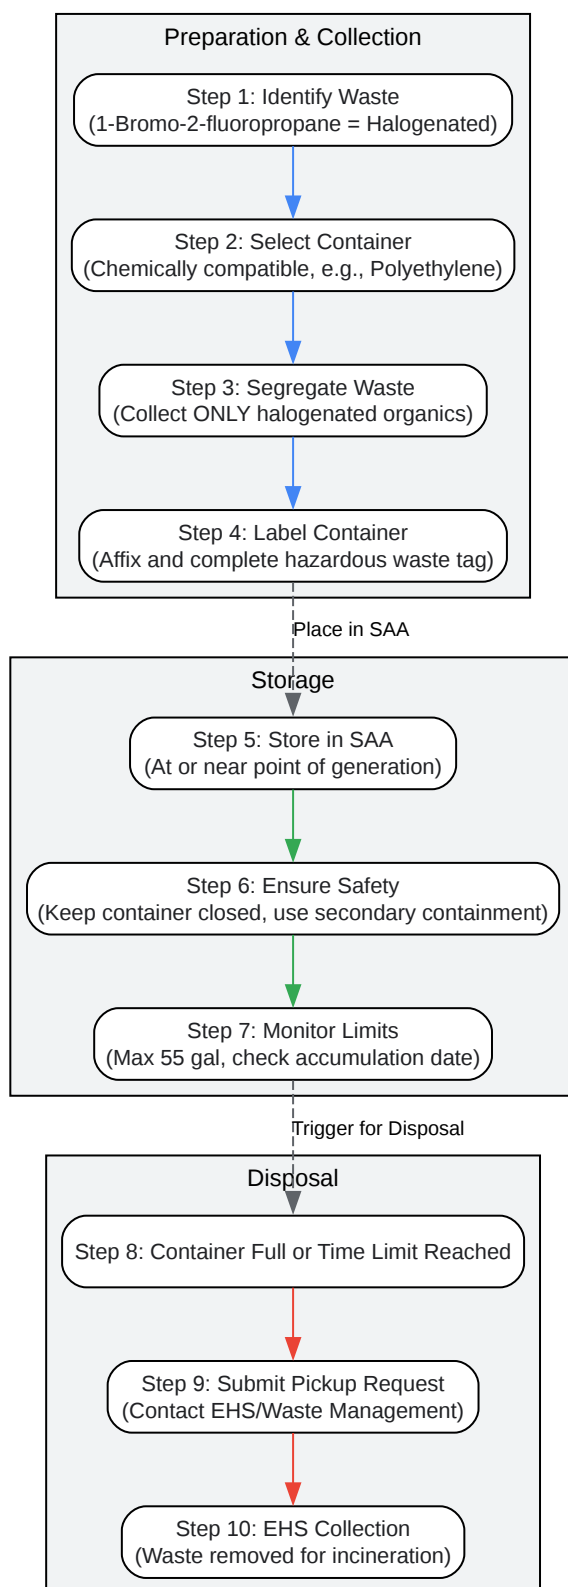 Preparation & Collection
Step 1: Identify Waste
(1-Bromo-2-fluoropropane = Halogenated)
Step 2: Select Container
(Chemically compatible, e.g., Polyethylene)
Step 3: Segregate Waste
(Collect ONLY halogenated organics)
Step 4: Label Container
(Affix and complete hazardous waste tag)
Place in SAA
Storage
Step 5: Store in SAA
(At or near point of generation)
Step 6: Ensure Safety
(Keep container closed, use secondary containment)
Step 7: Monitor Limits
(Max 55 gal, check accumulation date)
Trigger for Disposal
Disposal
Step 8: Container Full or Time Limit Reached
Step 9: Submit Pickup Request
(Contact EHS/Waste Management)
Step 10: EHS Collection
(Waste removed for incineration)